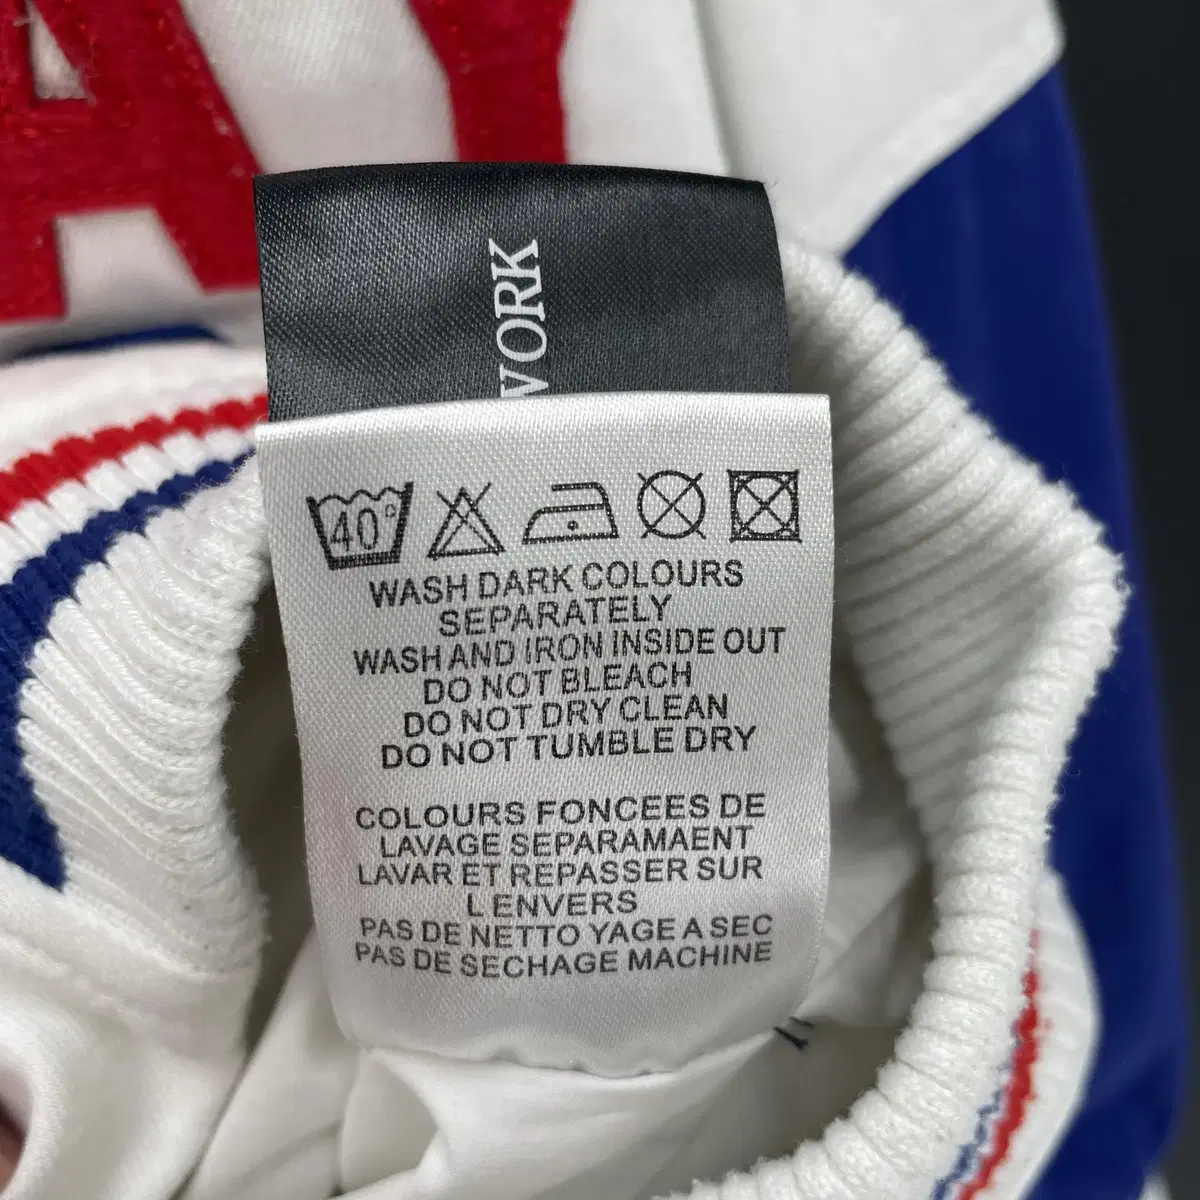 AY
WORK
40°
WASH DARK COLOURS
SEPARATELY
WASH AND IRON INSIDE OUT
DO NOT BLEACH
DO NOT DRY CLEAN
DO NOT TUMBLE DRY
COLOURS FONCEES DE
LAVAGE SEPARAMAENT
LAVAR ET REPASSER SUR
L ENVERS
PAS DE NETTO YAGE A SEC
PAS DE SECHAGE MACHINE